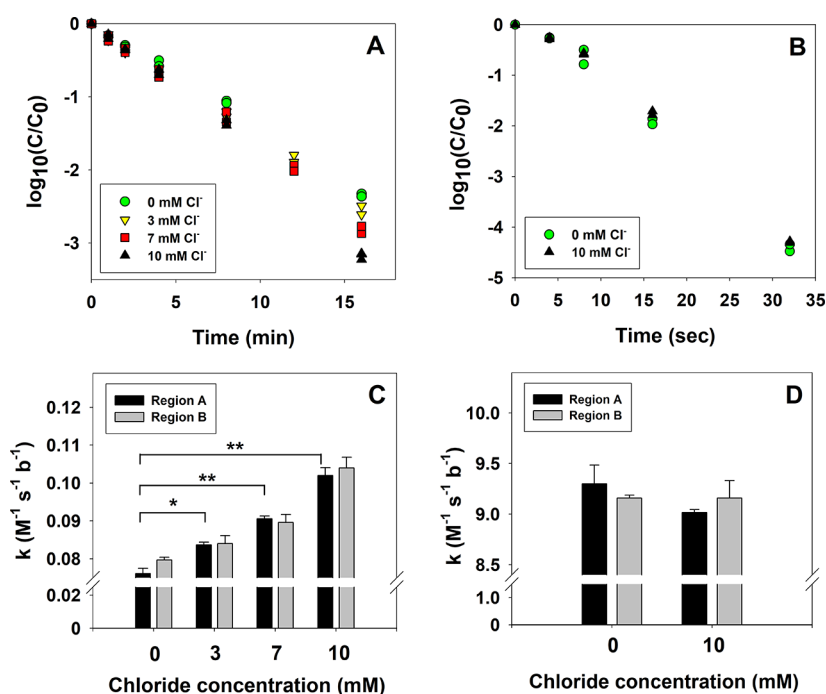 A
0
-1
-2
-3
log10(C/C0)
0 mM Cl-
3 mM Cl-
7 mM Cl-
10 mM Cl-
0 5 10 15
Time (min)
B
0
-1
-2
-3
-4
-5
log10(C/C0)
0 mM Cl-
10 mM Cl-
0 5 10 15 20 25 30 35
Time (sec)
C
Region A
Region B
0.12
0.11
0.10
0.09
0.08
0.02
0
k (M-1 s-1 b-1)
**
**
*
0 3 7 10
Chloride concentration (mM)
D
Region A
Region B
10.0
9.5
9.0
8.5
1.0
0
k (M-1 s-1 b-1)
0 10
Chloride concentration (mM)